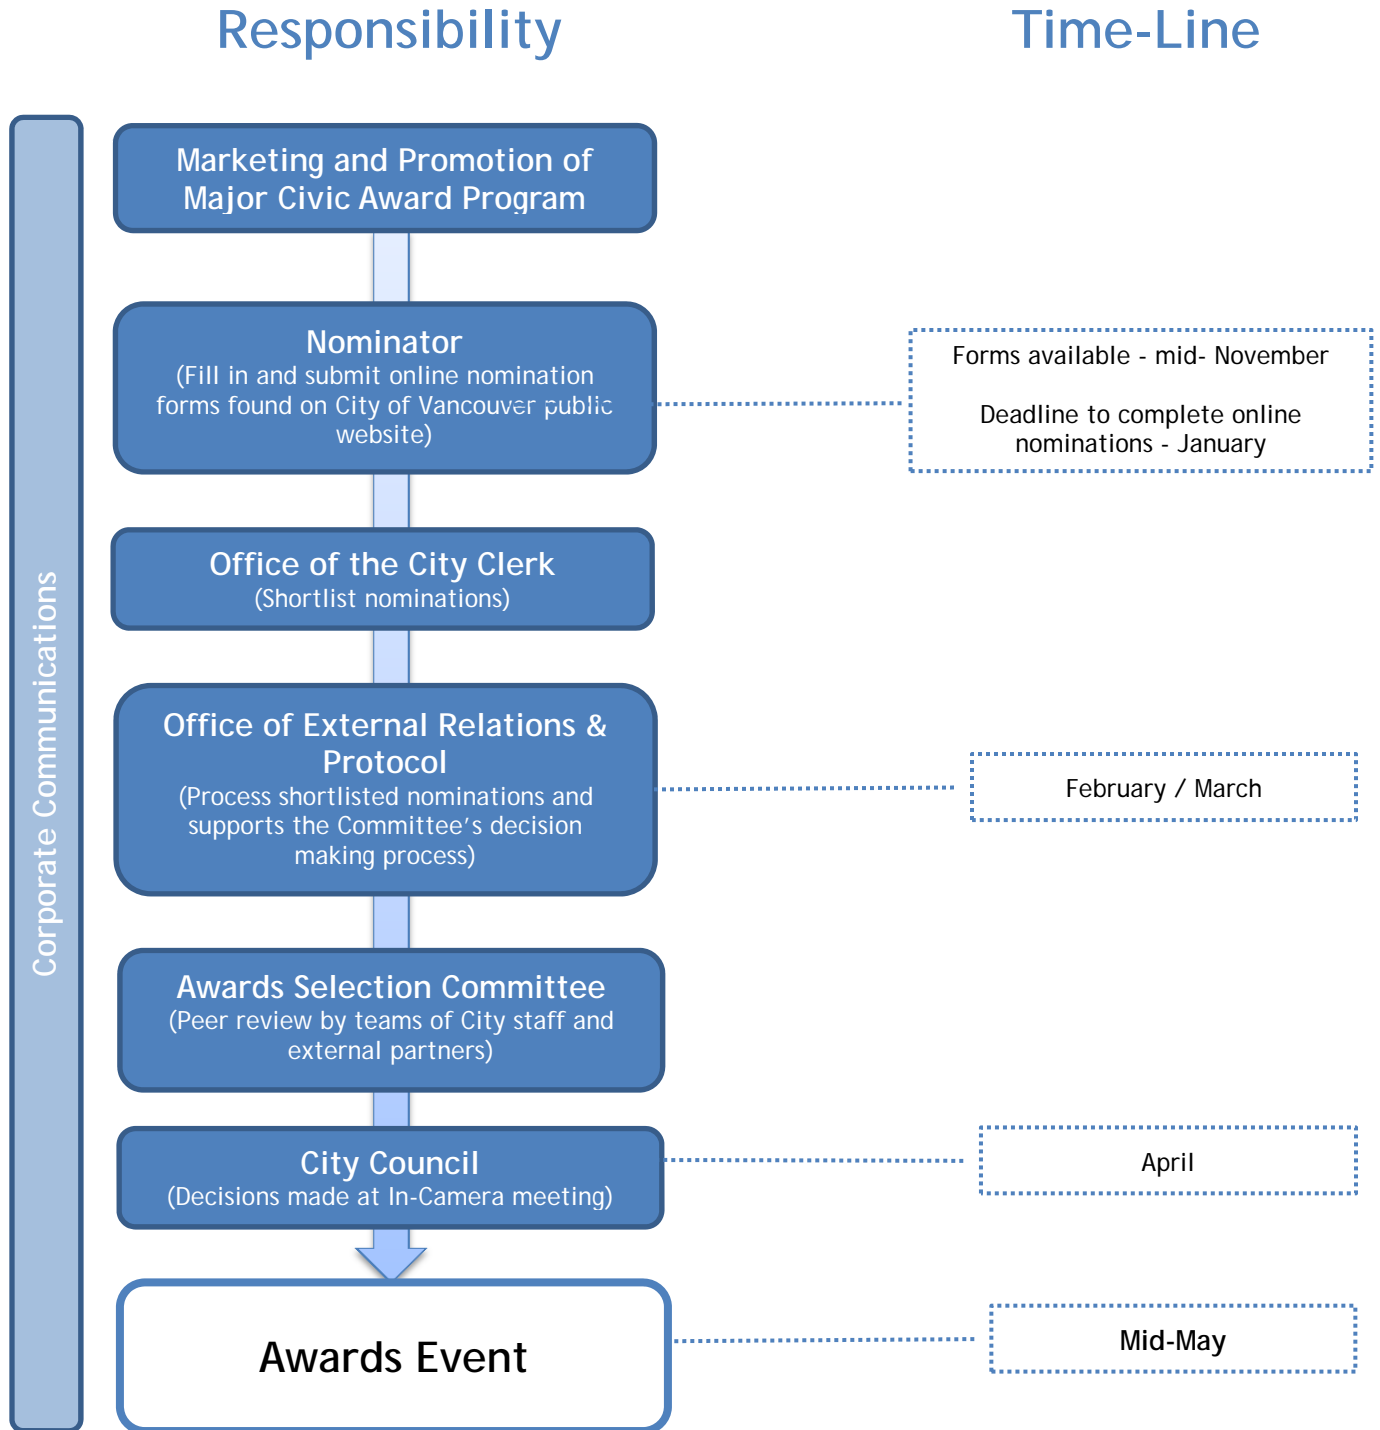 Responsibility
Time-Line
Corporate Communications
Marketing and Promotion of
Major Civic Award Program
Nominator
(Fill in and submit online nomination
forms found on City of Vancouver public
website)
Forms available - mid- November
Deadline to complete online
nominations - January
Office of the City Clerk
(Shortlist nominations)
Office of External Relations &
Protocol
(Process shortlisted nominations and
supports the Committee’s decision
making process)
February / March
Awards Selection Committee
(Peer review by teams of City staff and
external partners)
City Council
(Decisions made at In-Camera meeting)
April
Awards Event
Mid-May